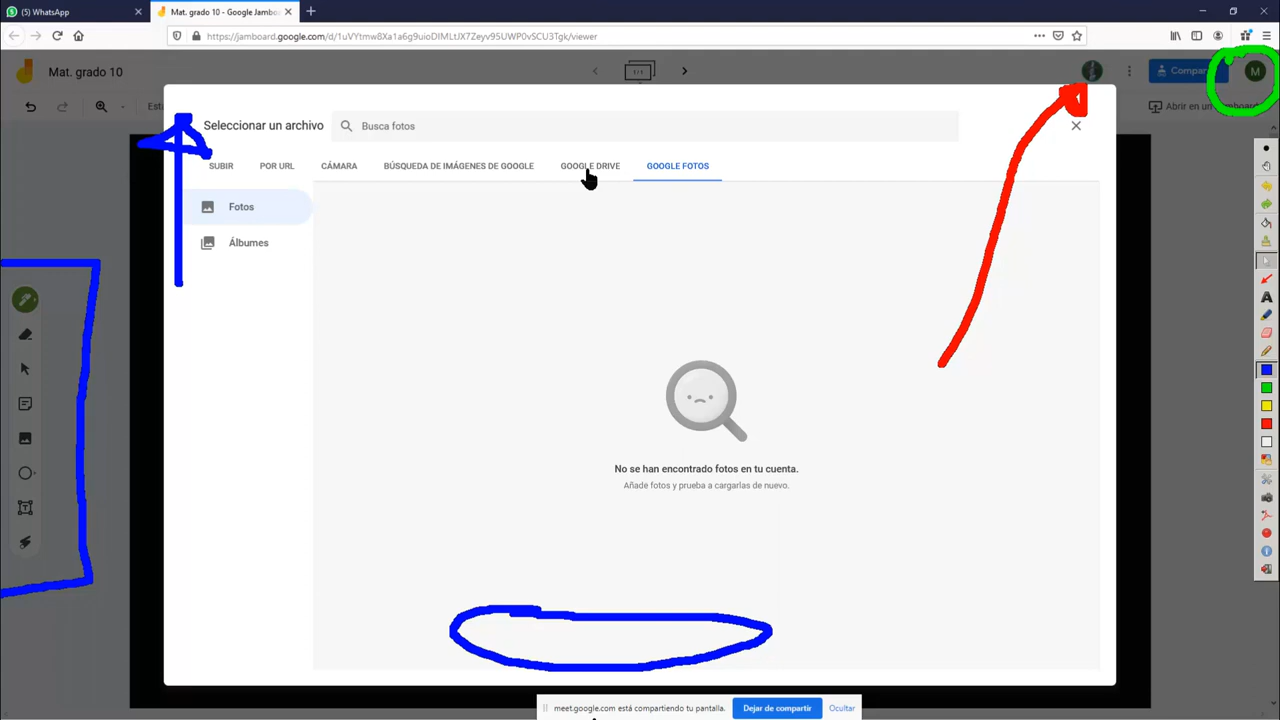 (5) WhatsApp
Mat. grado 10 - Google Jambo
https://jamboard.google.com/d/1uVYtmw8Xa1a6g9uioDIMLtJX7Zeyv95UWP0vSCU3Tgk/viewer
Mat. grado 10
1/1
Compar
M
Abrir en un
Seleccionar un archivo
Busca fotos
SUBIR
POR URL
CÁMARA
BÚSQUEDA DE IMÁGENES DE GOOGLE
GOOGLE DRIVE
GOOGLE FOTOS
Fotos
Álbumes
No se han encontrado fotos en tu cuenta.
Añade fotos y prueba a cargarlas de nuevo.
meet.google.com está compartiendo tu pantalla.
Dejar de compartir
Ocultar